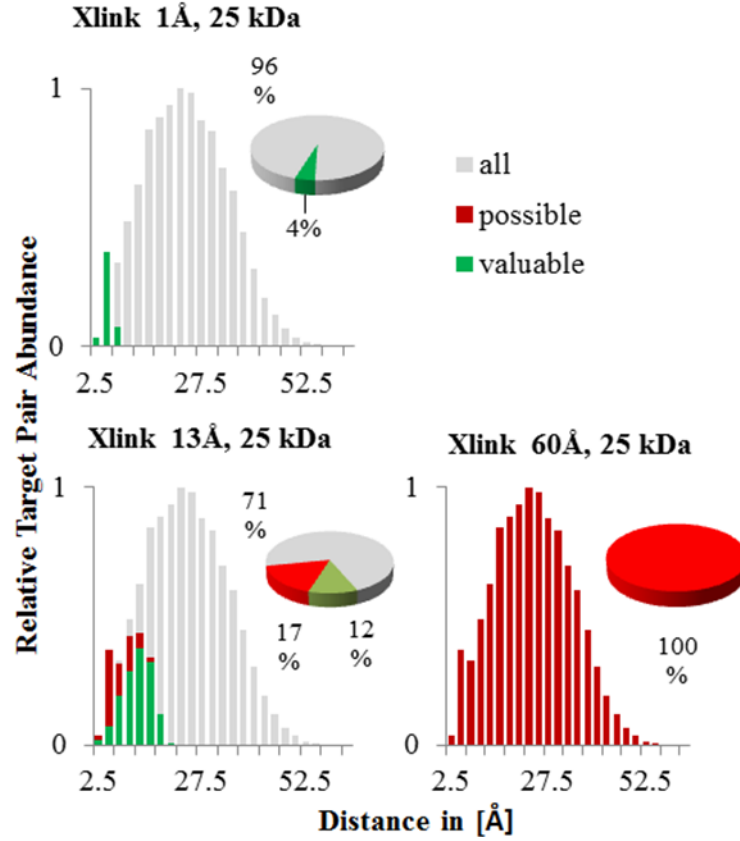 Xlink 1Å, 25 kDa
96
%
1
4%
0
2.5 27.5 52.5
all
possible
valuable
Relative Target Pair Abundance
Xlink 13Å, 25 kDa
71
%
1
17
%
12
%
0
2.5 27.5 52.5
Xlink 60Å, 25 kDa
1
100
%
0
2.5 27.5 52.5
Distance in [Å]